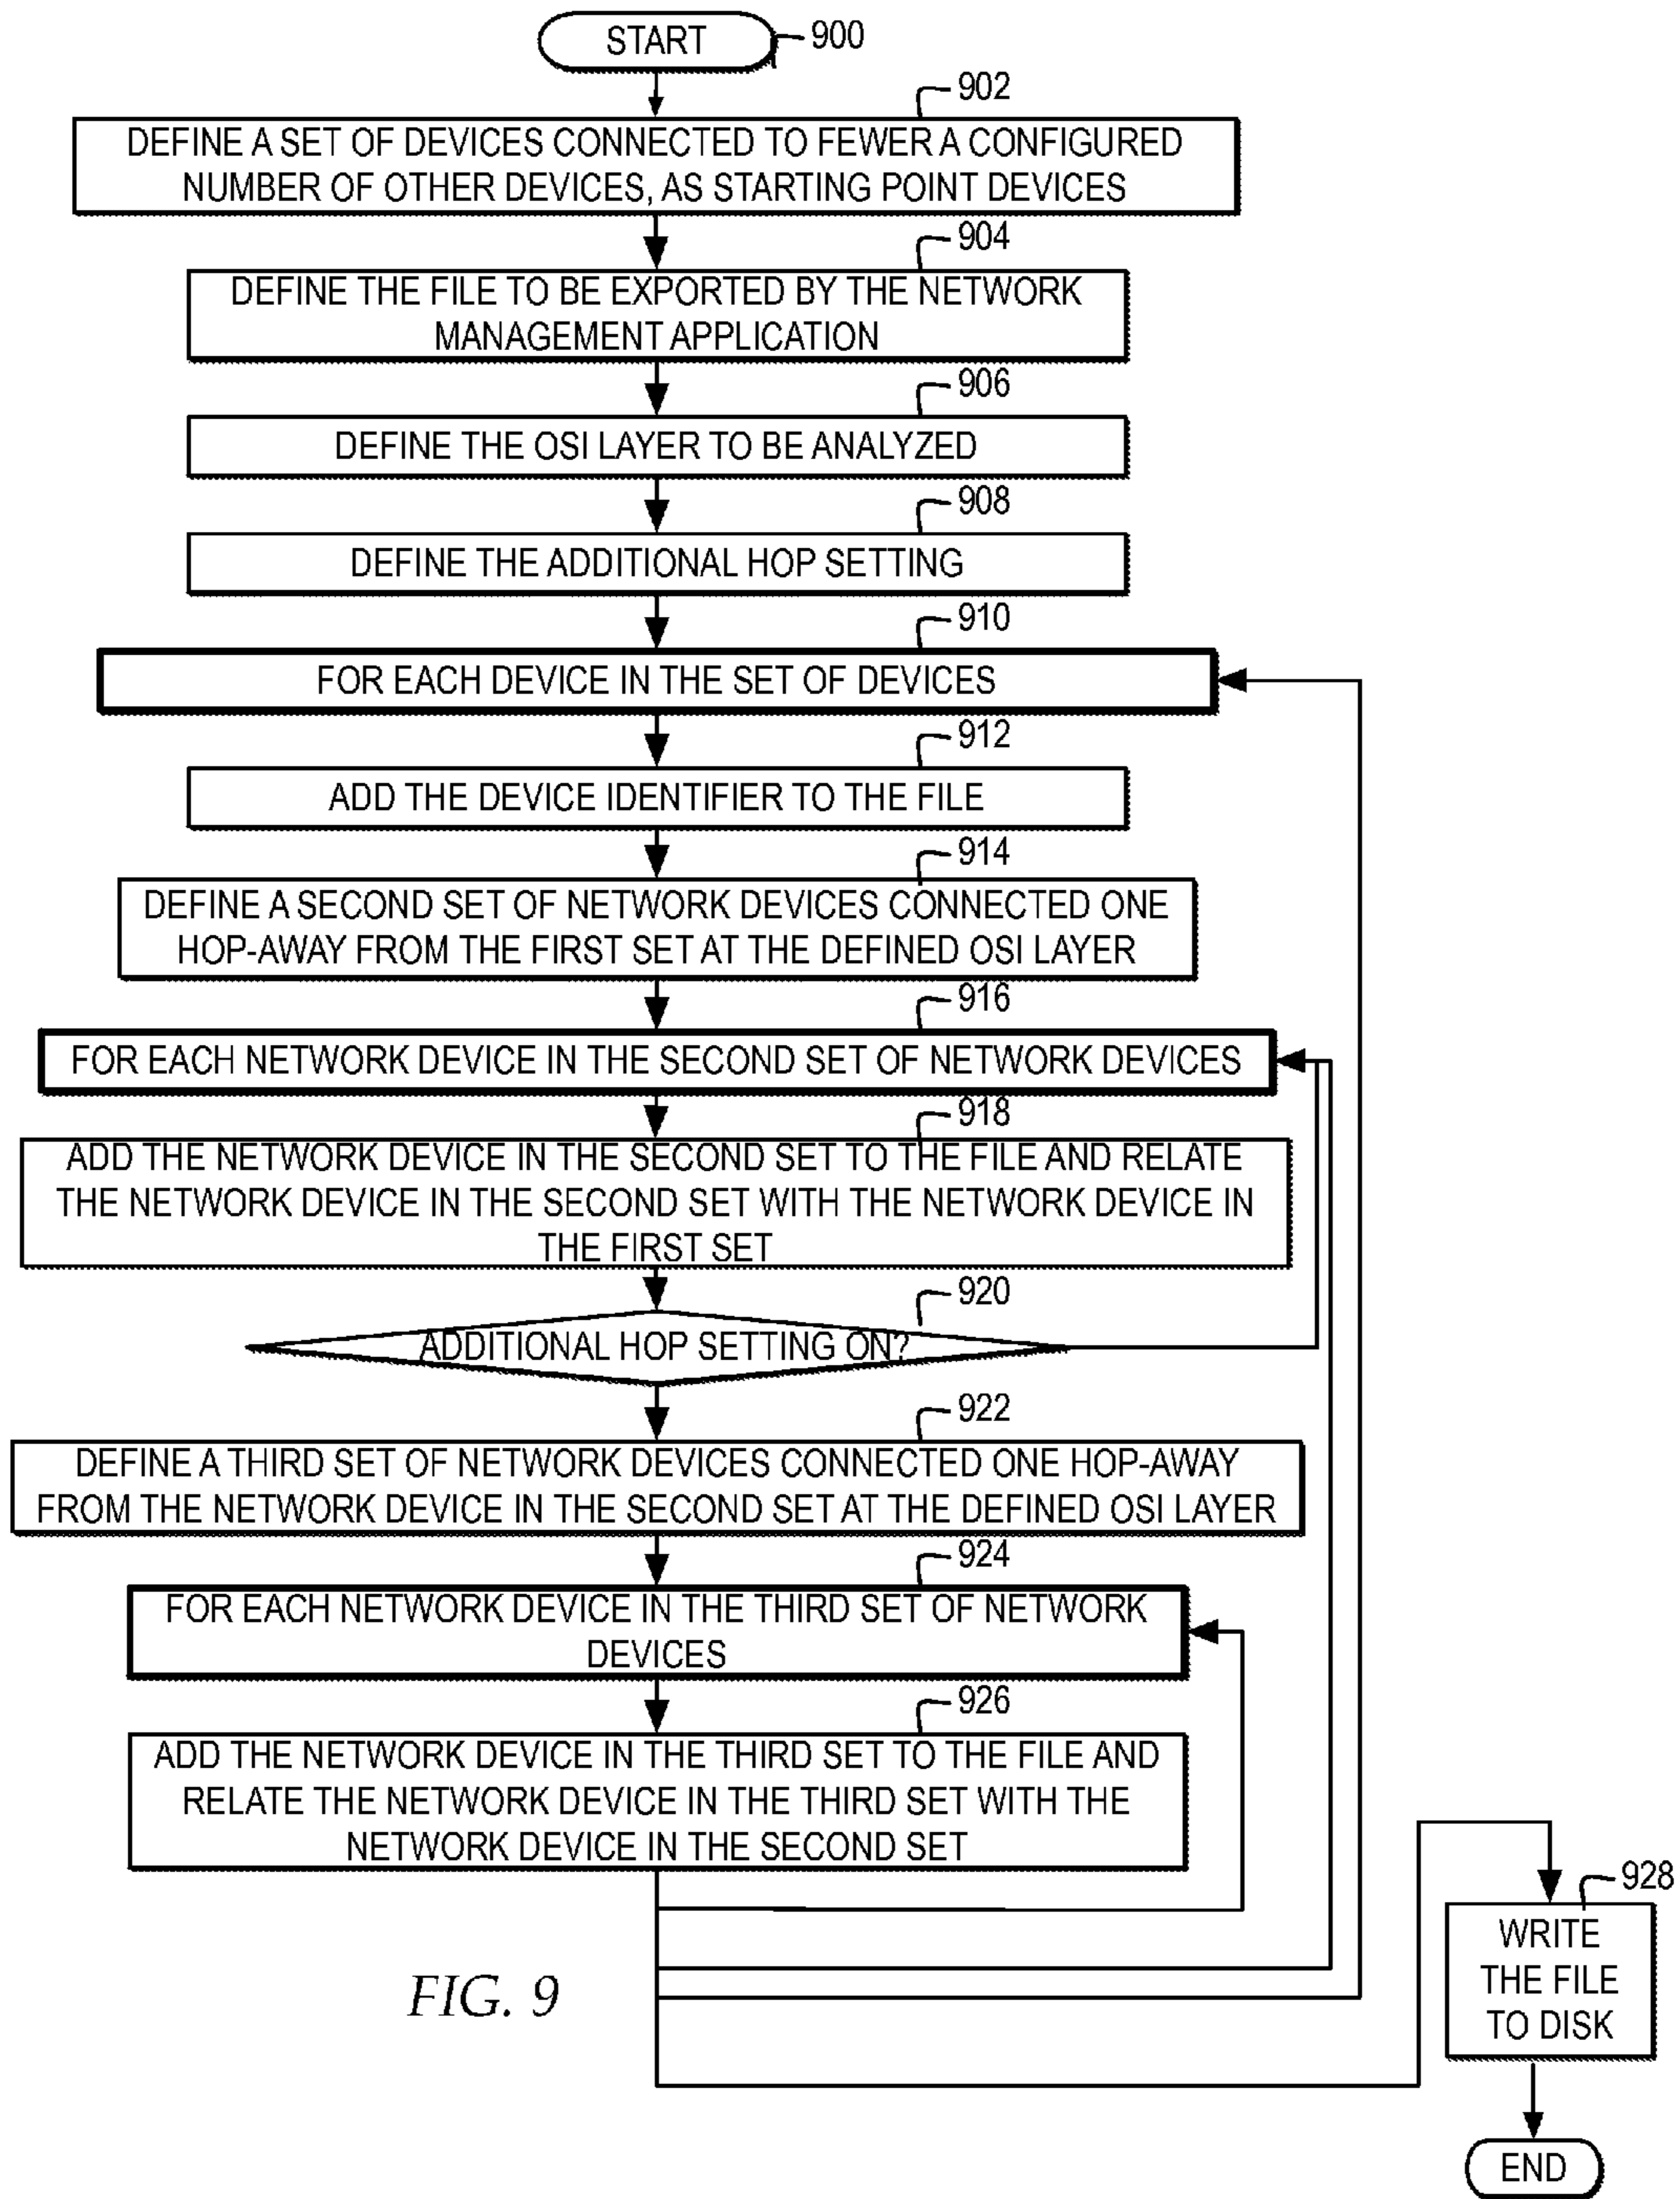 START
900
902
DEFINE A SET OF DEVICES CONNECTED TO FEWER A CONFIGURED
NUMBER OF OTHER DEVICES, AS STARTING POINT DEVICES
904
DEFINE THE FILE TO BE EXPORTED BY THE NETWORK
MANAGEMENT APPLICATION
906
DEFINE THE OSI LAYER TO BE ANALYZED
908
DEFINE THE ADDITIONAL HOP SETTING
910
FOR EACH DEVICE IN THE SET OF DEVICES
912
ADD THE DEVICE IDENTIFIER TO THE FILE
914
DEFINE A SECOND SET OF NETWORK DEVICES CONNECTED ONE
HOP-AWAY FROM THE FIRST SET AT THE DEFINED OSI LAYER
916
FOR EACH NETWORK DEVICE IN THE SECOND SET OF NETWORK DEVICES
918
ADD THE NETWORK DEVICE IN THE SECOND SET TO THE FILE AND RELATE
THE NETWORK DEVICE IN THE SECOND SET WITH THE NETWORK DEVICE IN
THE FIRST SET
920
ADDITIONAL HOP SETTING ON?
922
DEFINE A THIRD SET OF NETWORK DEVICES CONNECTED ONE HOP-AWAY
FROM THE NETWORK DEVICE IN THE SECOND SET AT THE DEFINED OSI LAYER
924
FOR EACH NETWORK DEVICE IN THE THIRD SET OF NETWORK
DEVICES
926
ADD THE NETWORK DEVICE IN THE THIRD SET TO THE FILE AND
RELATE THE NETWORK DEVICE IN THE THIRD SET WITH THE
NETWORK DEVICE IN THE SECOND SET
928
WRITE
THE FILE
TO DISK
FIG. 9
END